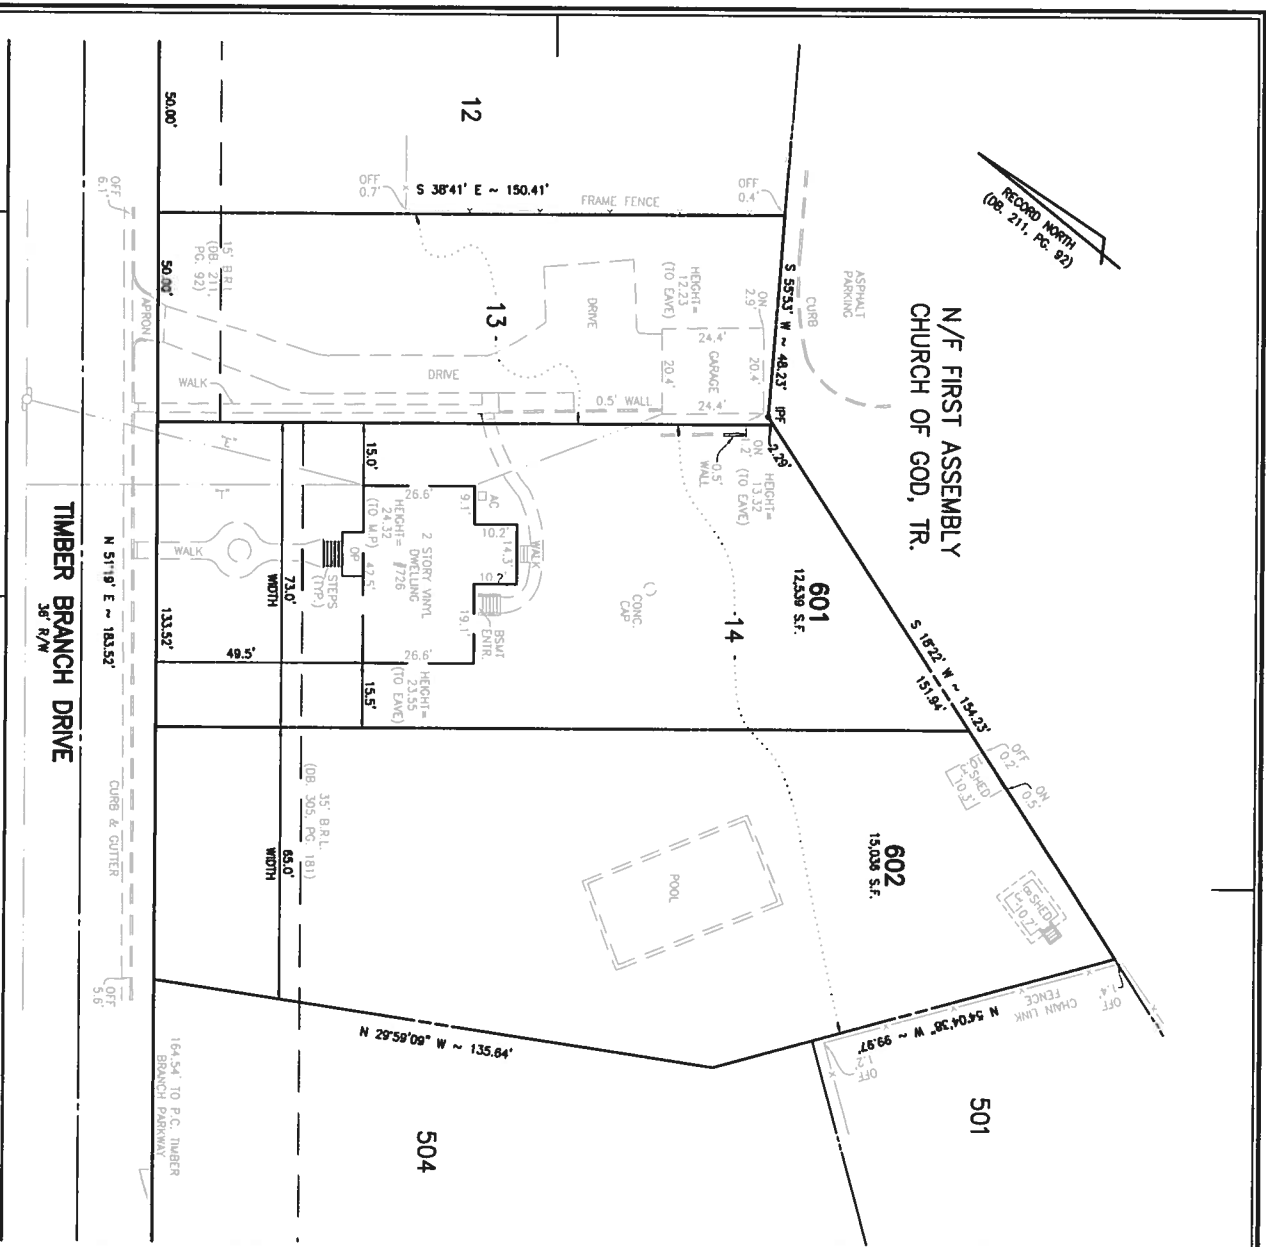 12
13
14
50.00'
50.00'
133.52'
S 38°41' E ~ 150.41'
FRAME FENCE
OFF
0.7'
OFF
0.4'
OFF
6.1'
RECORD NORTH
(DB. 211, PG. 92)
N/F FIRST ASSEMBLY
CHURCH OF GOD, TR.
ASPHALT
PARKING
CURB
S 55°53' W ~ 48.23'
IPF
2.29'
ON
2.9'
HEIGHT=
12.23
(TO EAVE)
GARAGE
24.4'
24.4'
20.4'
20.4'
DRIVE
DRIVE
0.5' WALL
WALK
APRON
15' B.R.L.
(DB. 211,
PG. 92)
ON
1.2'
0.5'
WALL
HEIGHT=
13.32
(TO EAVE)
601
12,539 S.F.
S 18°22' W ~ 154.23'
151.94'
15.0'
26.6'
9.1'
AC
10.2'
14.3'
WALK
10.
19.1'
BSMT
ENTR.
2 STORY VINYL
DWELLING
#726
HEIGHT=
24.32
(TO M.P.)
42.5'
OP
STEPS
(TYP.)
WALK
26.6'
HEIGHT=
23.55
(TO EAVE)
15.5'
49.5'
73.0'
WIDTH
CONC.
CAP
"E"
"T"
TIMBER BRANCH DRIVE
36' R/W
N 51°19' E ~ 183.52'
CURB & GUTTER
35' B.R.L.
(DB. 305, PG. 181)
65.0'
WIDTH
602
15,036 S.F.
POOL
OFF
0.2'
ON
0.5'
SHED
10.3'
SHED
10.7'
OFF
1.4'
CHAIN LINK
FENCE
N 54°04'38" W ~ 99.97'
OFF
N 29°59'09" W ~ 135.64'
501
504
OFF
5.6'
164.54' TO P.C. TIMBER
BRANCH PARKWAY